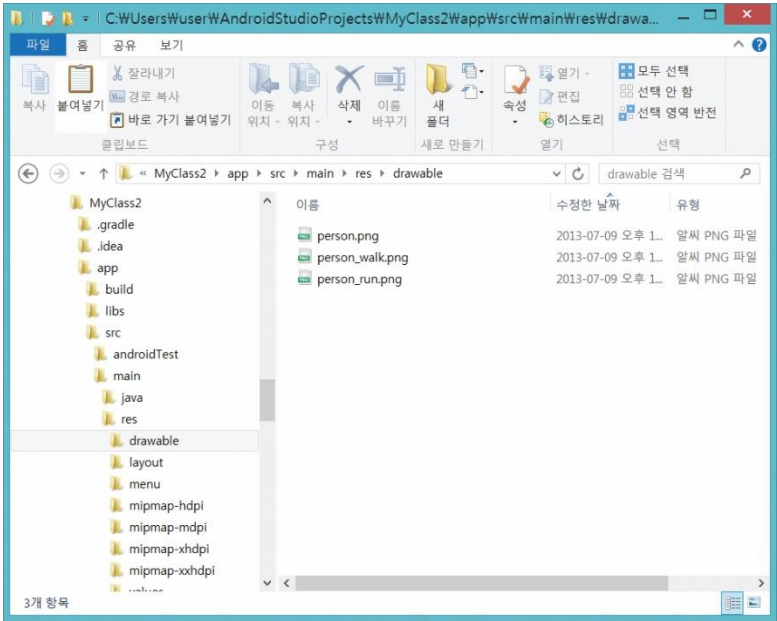 C:₩Users₩user₩AndroidStudioProjects₩MyClass2₩app₩src₩main₩res₩drawa...
파일 홈 공유 보기
복사
붙여넣기
잘라내기
경로 복사
바로 가기 붙여넣기
클립보드
이동 위치
복사 위치
삭제
이름 바꾸기
구성
새 폴더
새로 만들기
속성
열기
편집
히스토리
열기
모두 선택
선택 안 함
선택 영역 반전
선택
« MyClass2 app src main res drawable
drawable 검색
MyClass2
.gradle
.idea
app
build
libs
src
androidTest
main
java
res
drawable
layout
menu
mipmap-hdpi
mipmap-mdpi
mipmap-xhdpi
mipmap-xxhdpi
values
이름 수정한 날짜 유형
person.png 2013-07-09 오후 1... 알씨 PNG 파일
person_walk.png 2013-07-09 오후 1... 알씨 PNG 파일
person_run.png 2013-07-09 오후 1... 알씨 PNG 파일
3개 항목